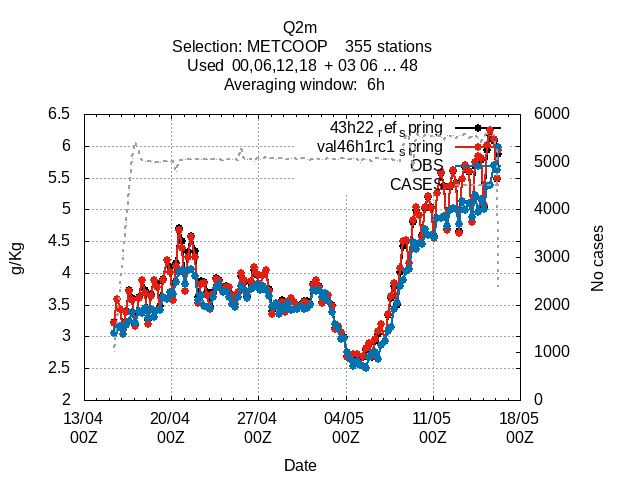 Q2m
Selection: METCOOP 355 stations
Used 00,06,12,18 + 03 06 ... 48
Averaging window: 6h
6.5
6
5.5
5
4.5
4
3.5
3
2.5
2
g/Kg
6000
5000
4000
3000
2000
1000
0
No cases
43h22_ref_spring
val46h1rc1_spring
OBS
CASES
13/04 20/04 27/04 04/05 11/05 18/05
00Z 00Z 00Z 00Z 00Z 00Z
Date